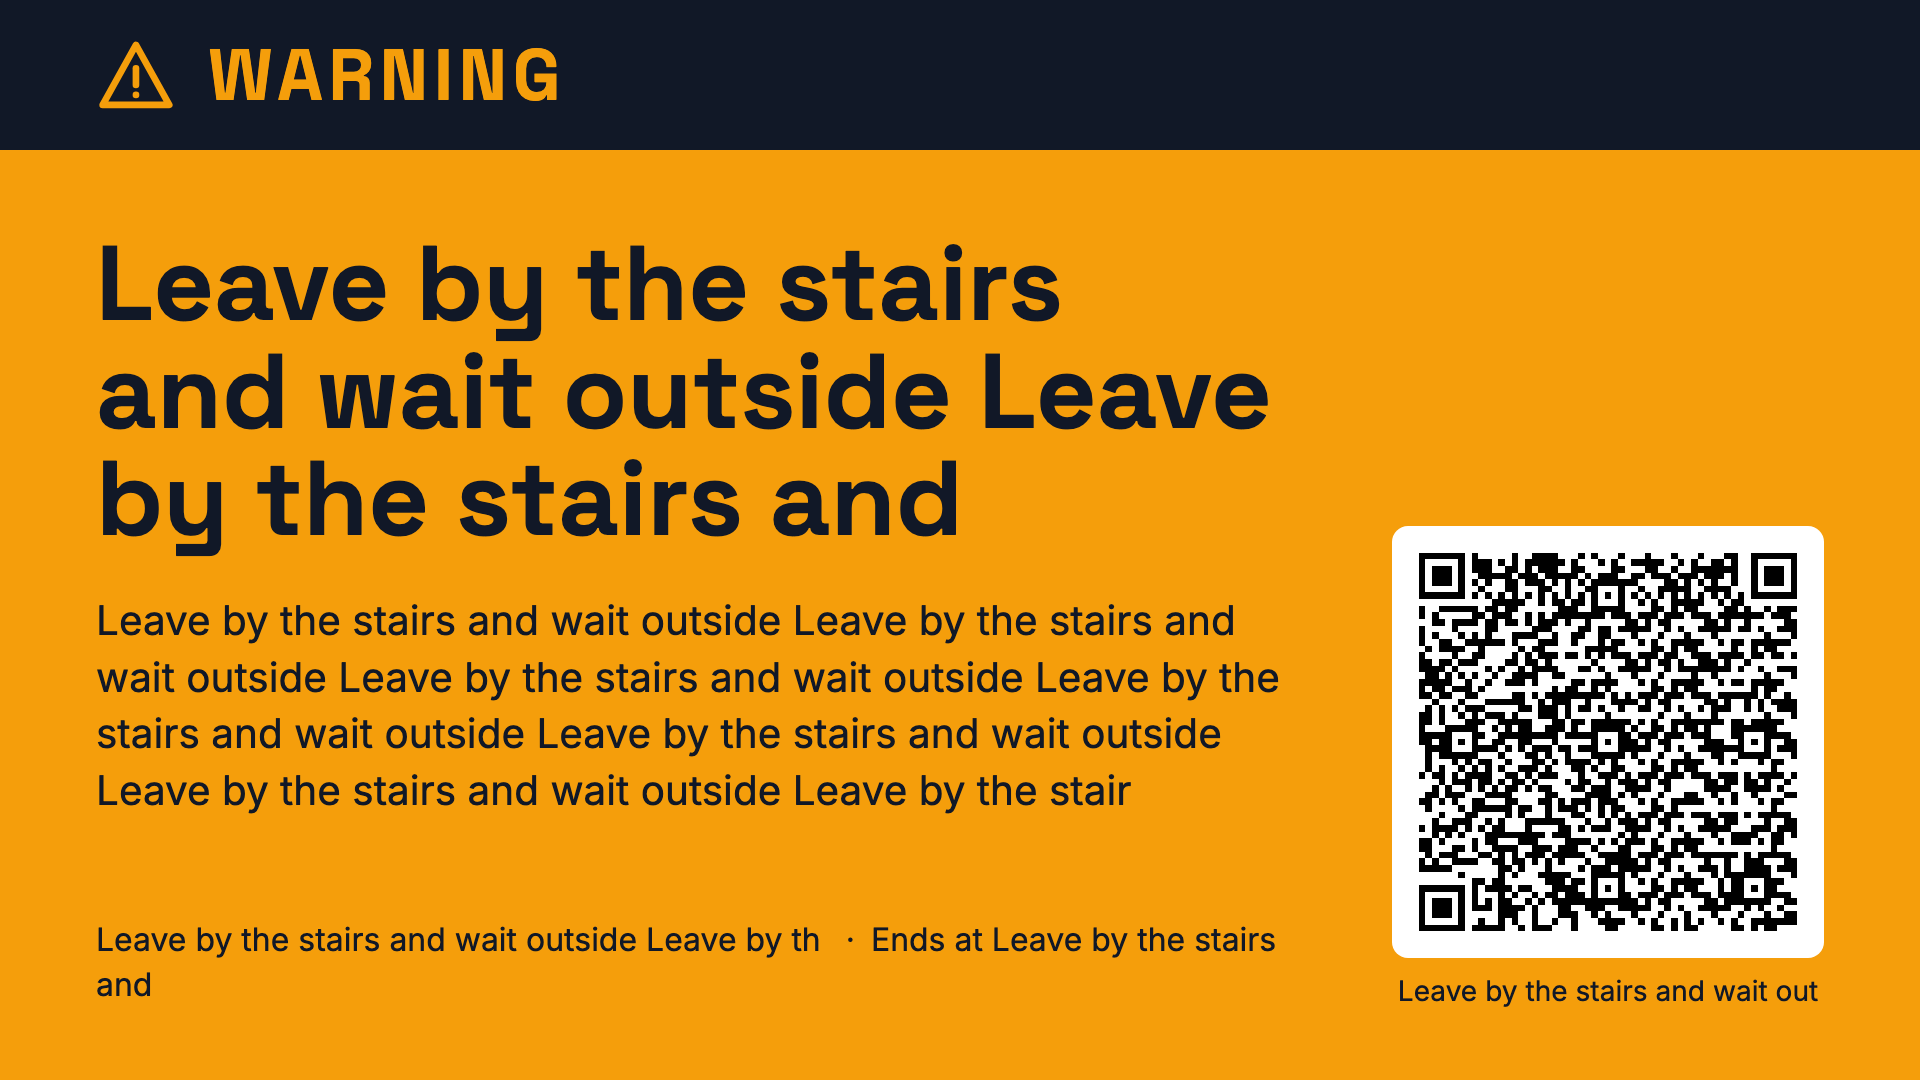 WARNING
Leave by the stairs
and wait outside Leave
by the stairs and
Leave by the stairs and wait outside Leave by the stairs and
wait outside Leave by the stairs and wait outside Leave by the
stairs and wait outside Leave by the stairs and wait outside
Leave by the stairs and wait outside Leave by the stair
Leave by the stairs and wait outside Leave by th · Ends at Leave by the stairs
and
Leave by the stairs and wait out